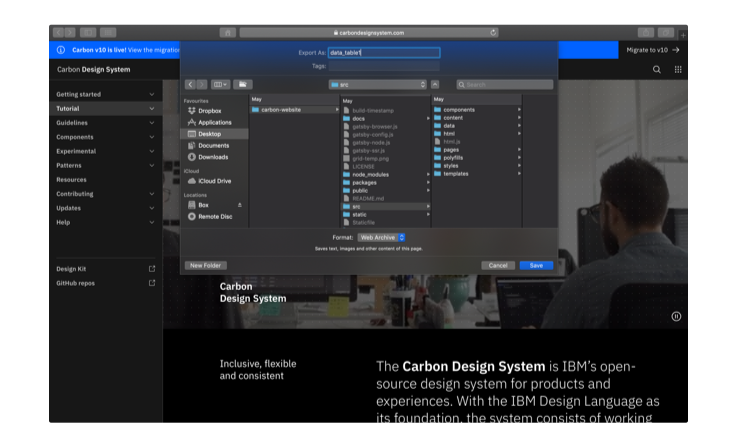 carbondesignsystem.com
Carbon v10 is live! View the migration
Migrate to v10
Export As: data_table1
Tags:
Carbon Design System
src
Search
Getting started
Tutorial
Guidelines
Components
Experimental
Patterns
Resources
Contributing
Updates
Help
Design Kit
GitHub repos
Favourites
Dropbox
Applications
Desktop
Documents
Downloads
iCloud
iCloud Drive
Locations
Box
Remote Disc
May
carbon-website
May
build-timestamp
docs
gatsby-browser.js
gatsby-config.js
gatsby-node.js
gatsby-ssr.js
grid-temp.png
LICENSE
node_modules
packages
public
README.md
src
static
Staticfile
May
components
content
data
html
html.js
pages
polyfills
styles
templates
Format: Web Archive
Saves text, images and other content of this page.
New Folder
Cancel
Save
Carbon
Design System
Inclusive, flexible
and consistent
The Carbon Design System is IBM's open-
source design system for products and
experiences. With the IBM Design Language as
its foundation, the system consists of working